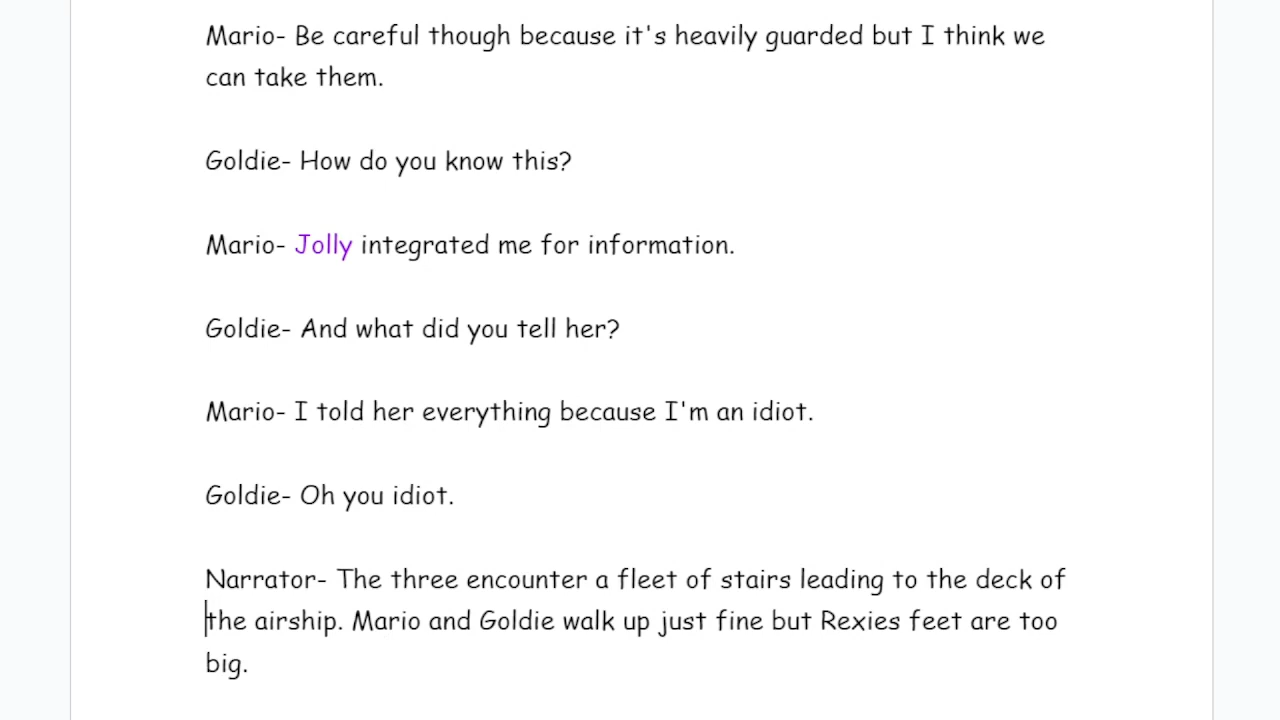 Mario- Be careful though because it's heavily guarded but I think we
can take them.
Goldie- How do you know this?
Mario- Jolly integrated me for information.
Goldie- And what did you tell her?
Mario- I told her everything because I'm an idiot.
Goldie- Oh you idiot.
Narrator- The three encounter a fleet of stairs leading to the deck of
the airship. Mario and Goldie walk up just fine but Rexies feet are too
big.